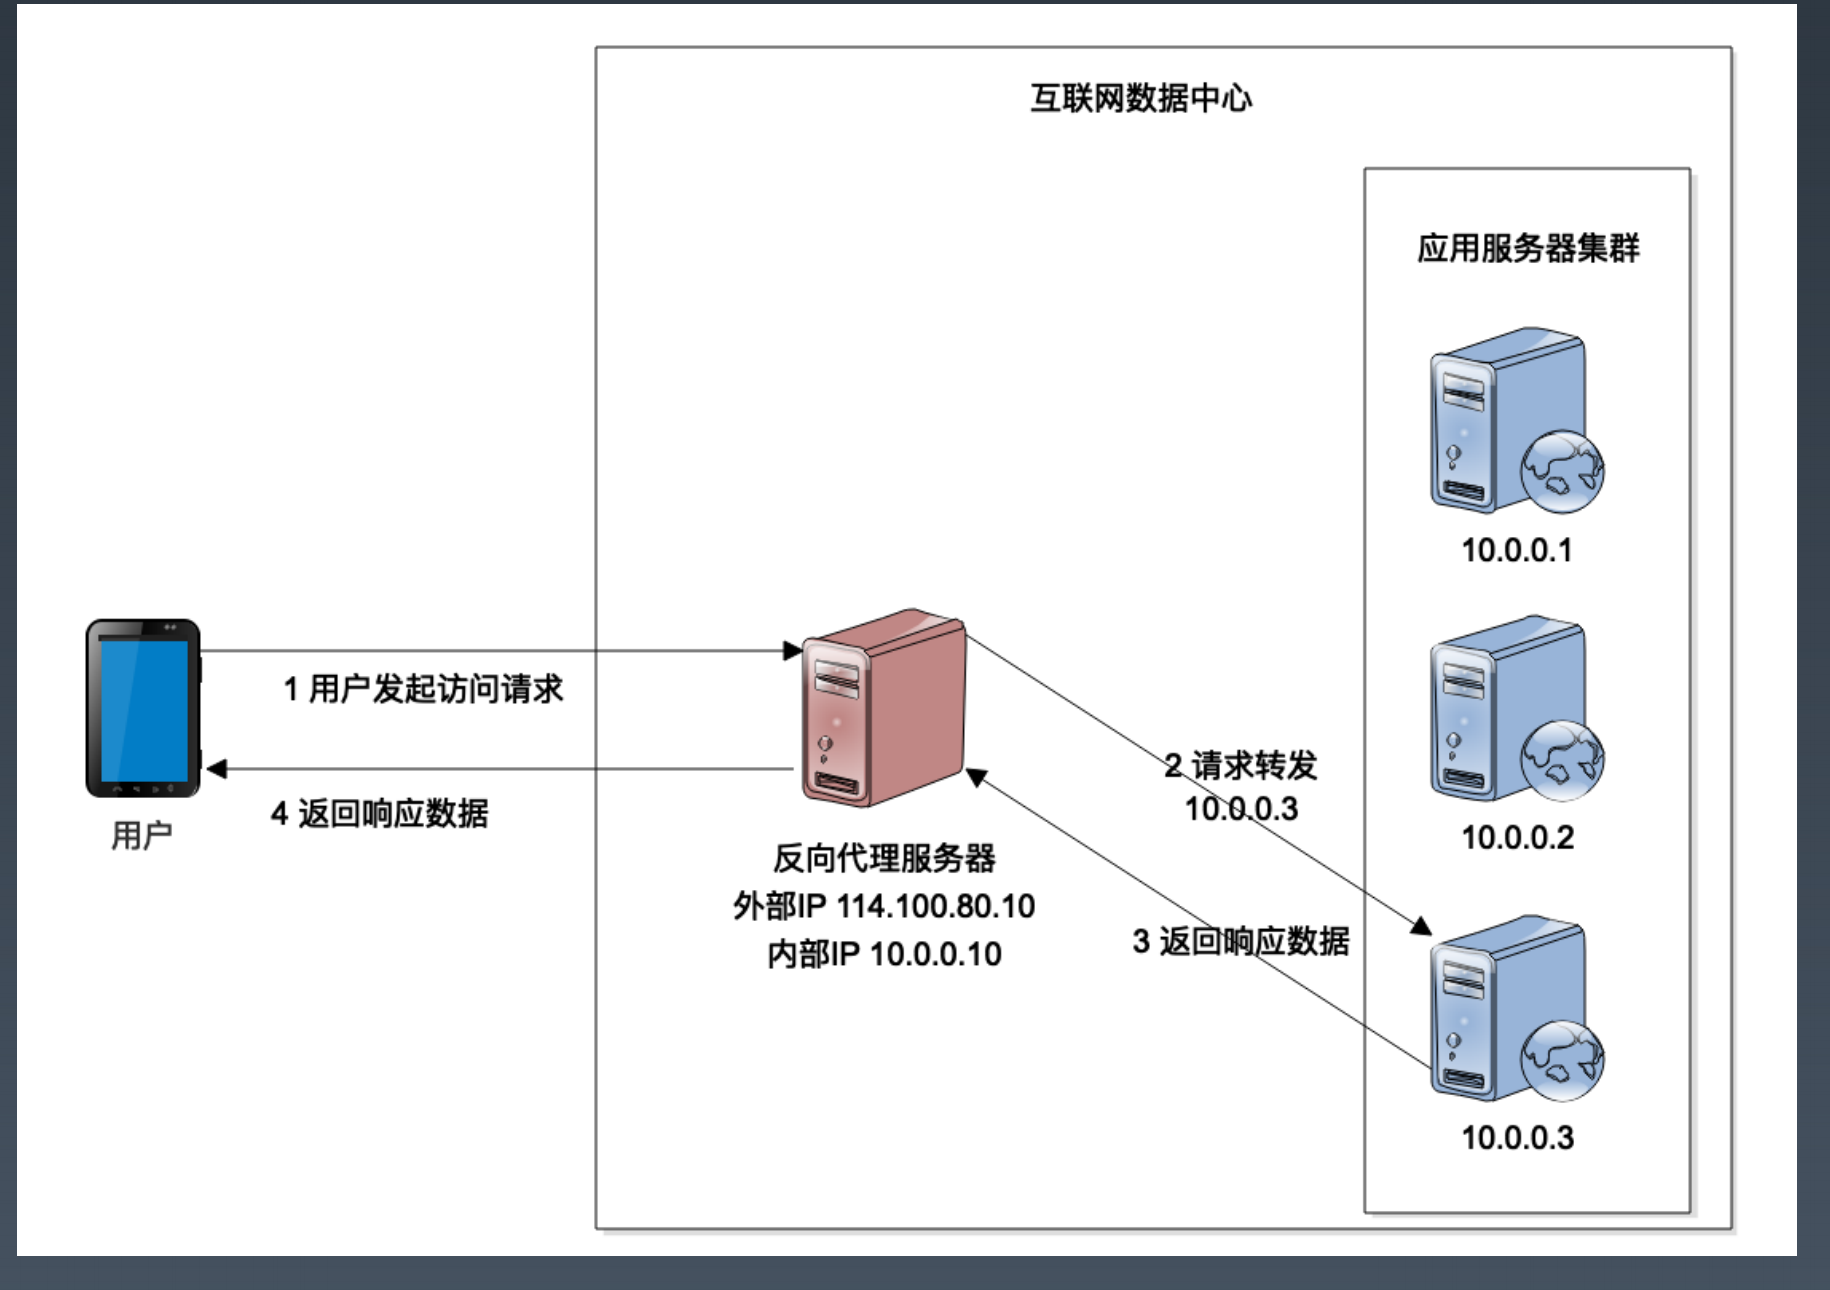 互联网数据中心
应用服务器集群
10.0.0.1
1 用户发起访问请求
2 请求转发
10.0.0.3
10.0.0.2
4 返回响应数据
用户
反向代理服务器
外部IP 114.100.80.10
内部IP 10.0.0.10
3 返回响应数据
10.0.0.3